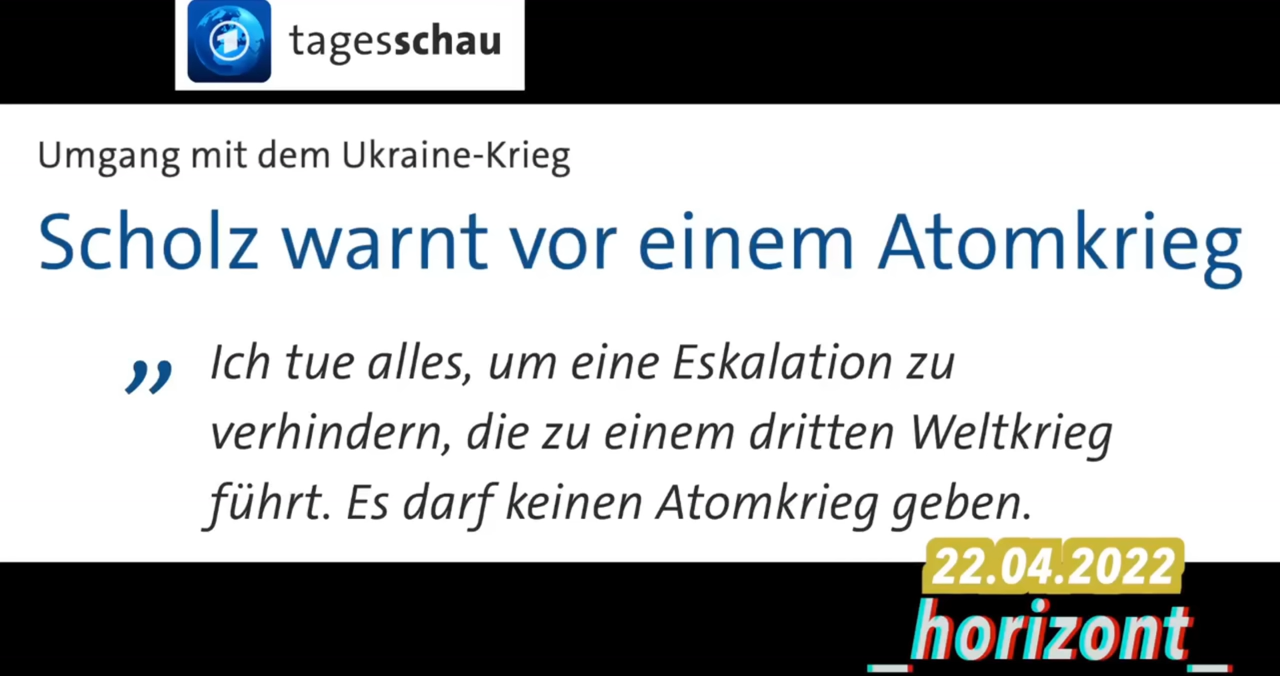 tagesschau
Umgang mit dem Ukraine-Krieg
Scholz warnt vor einem Atomkrieg
„ Ich tue alles, um eine Eskalation zu
verhindern, die zu einem dritten Weltkrieg
führt. Es darf keinen Atomkrieg geben.
22.04.2022
_horizont_